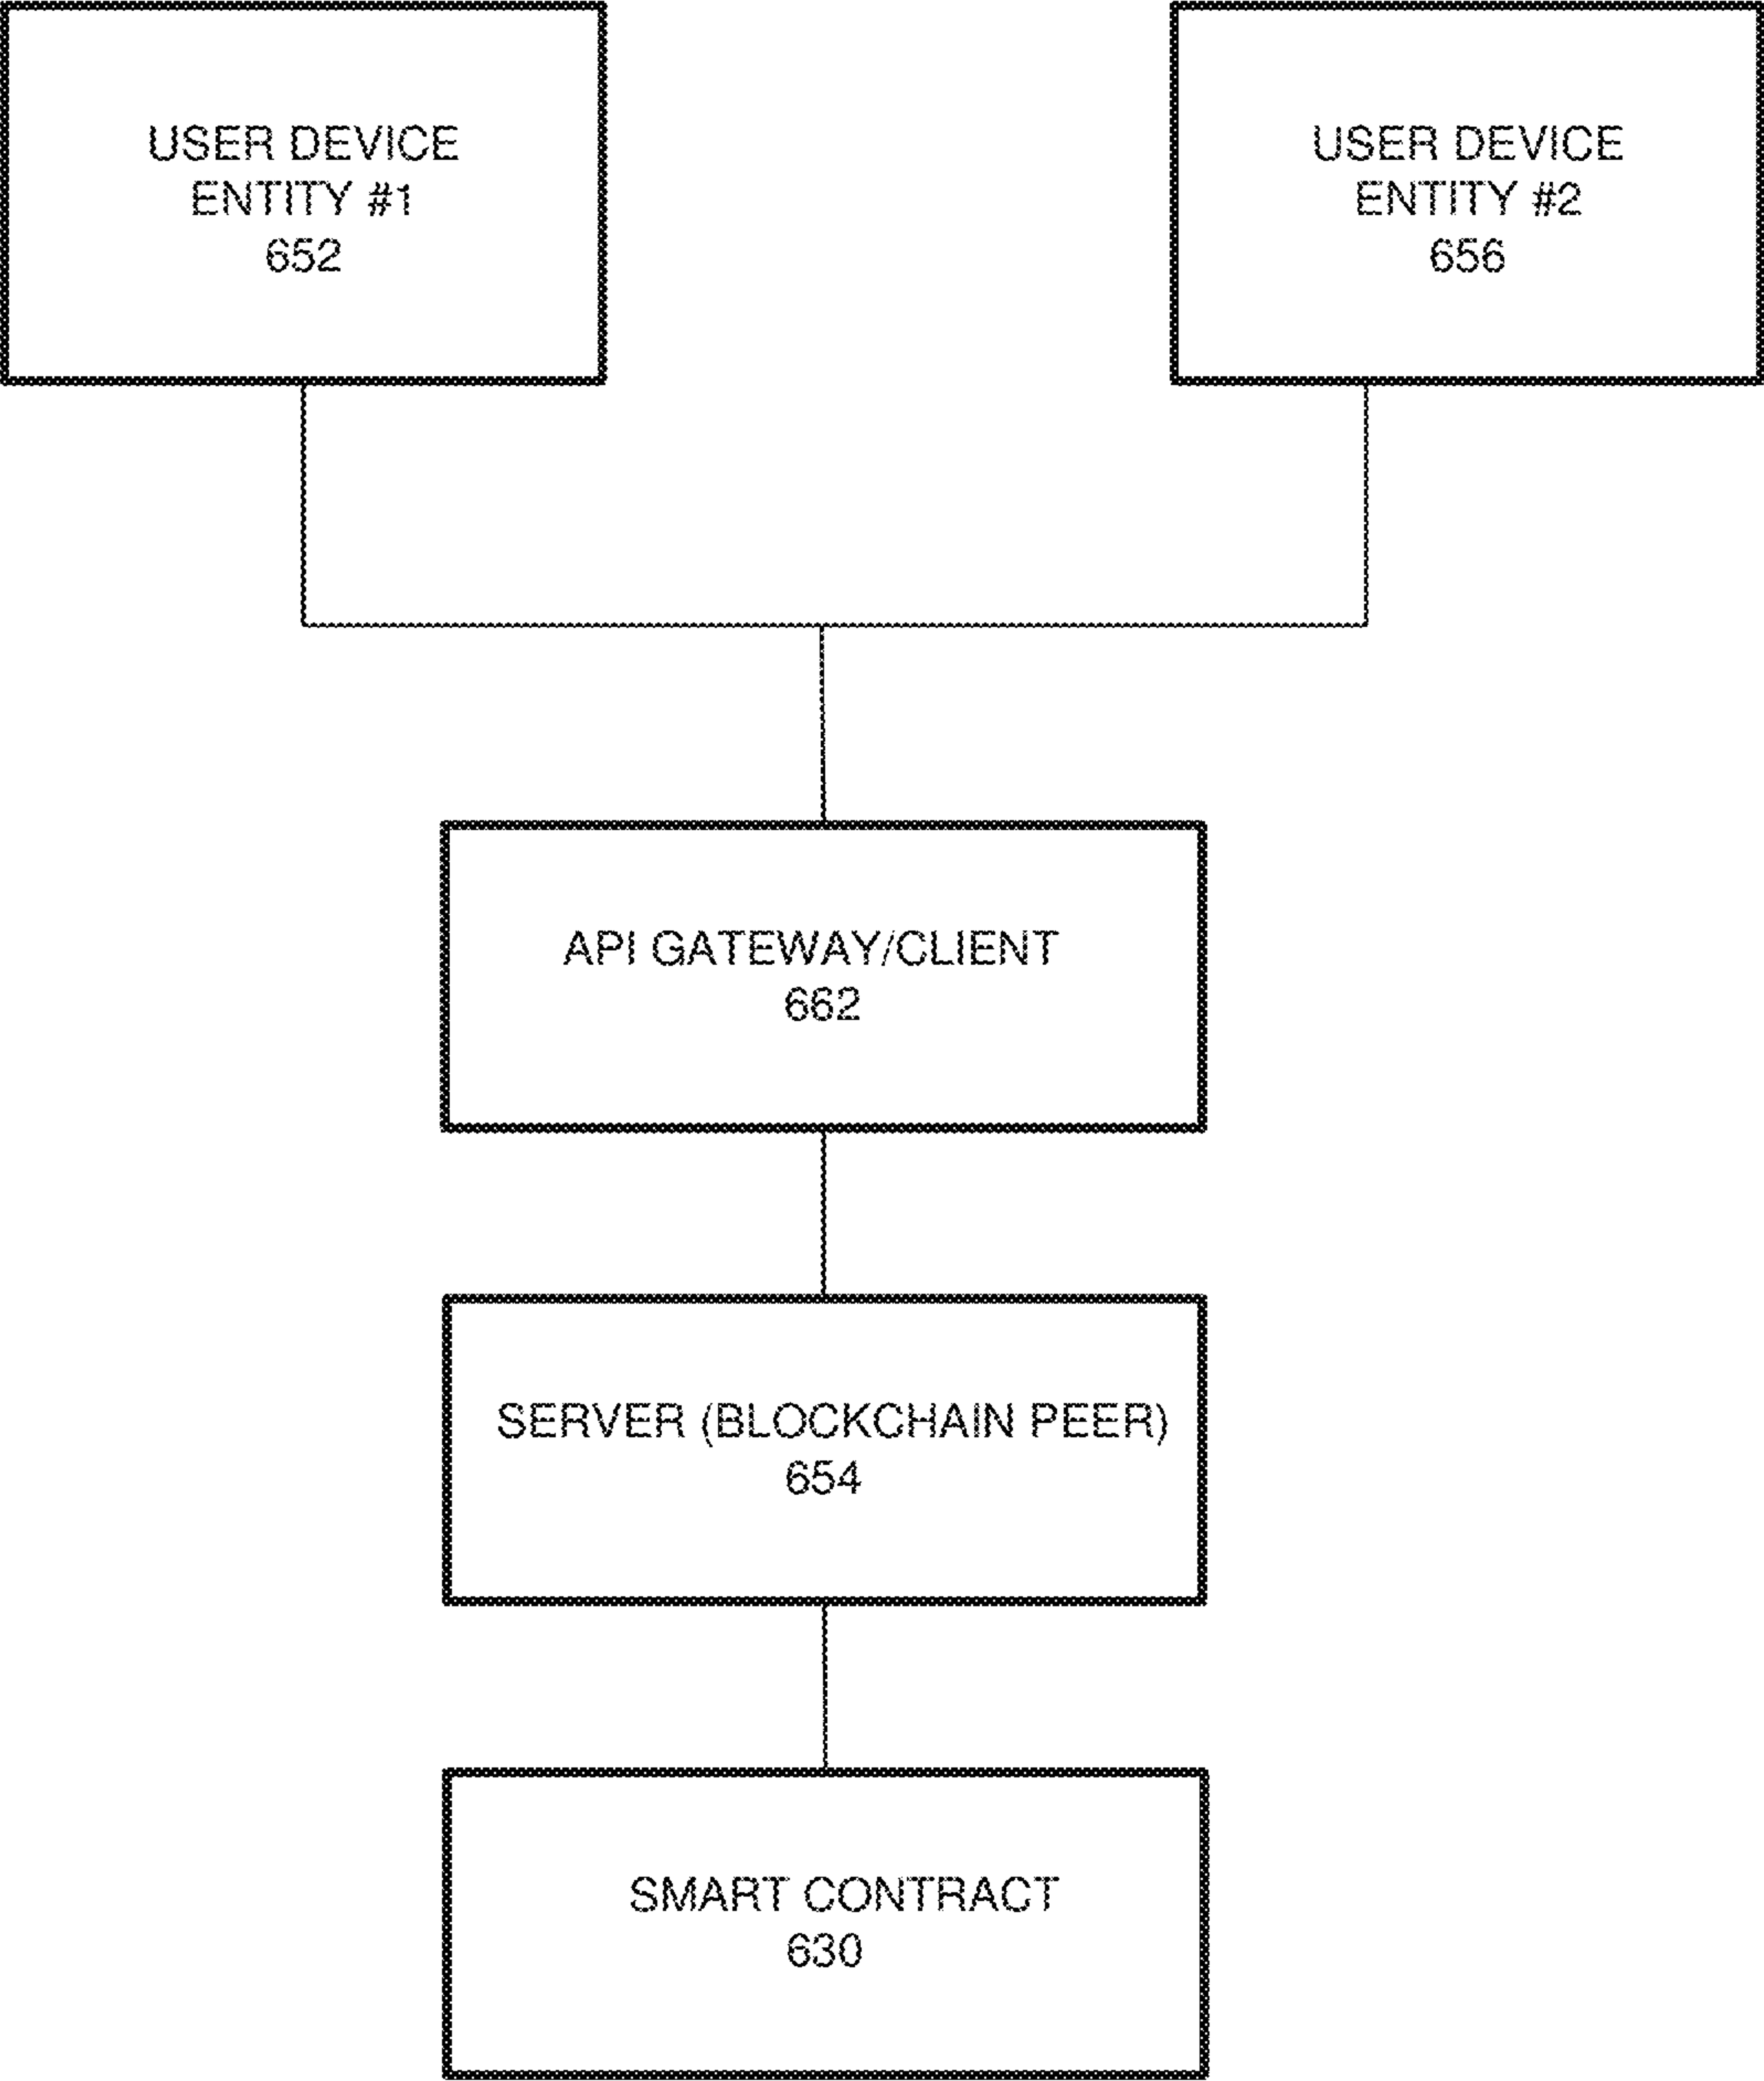 USER DEVICE
ENTITY #1
652
USER DEVICE
ENTITY #2
656
API GATEWAY/CLIENT
662
SERVER (BLOCKCHAIN PEER)
654
SMART CONTRACT
630